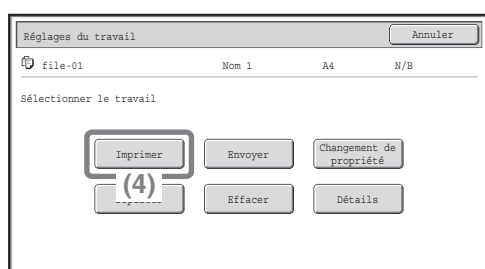 Réglages du travail Annuler
file-01 Nom 1 A4 N/B
Sélectionner le travail
Imprimer Envoyer Changement de
propriété
(4)
Effacer Détails